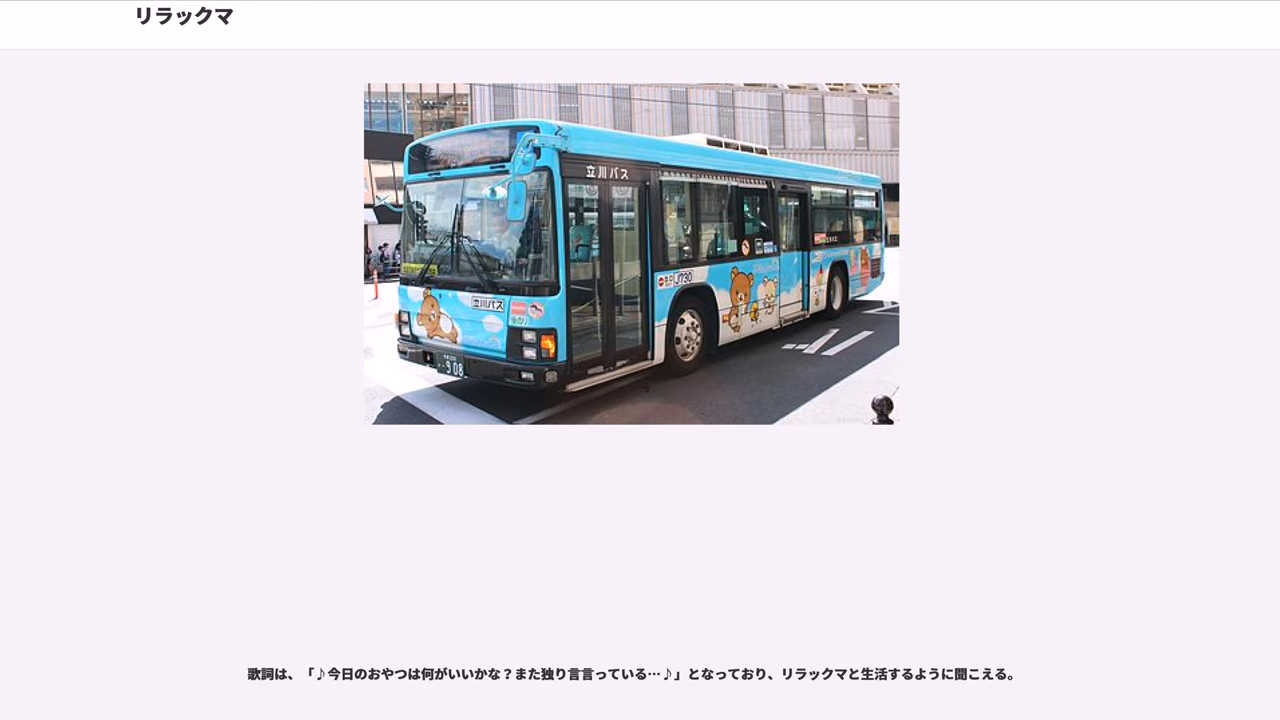 リラックマ
立川バス
立川バス
J730
908
歌詞は、「♪今日のおやつは何がいいかな？また独り言言っている…♪」となっており、リラックマと生活するように聞こえる。